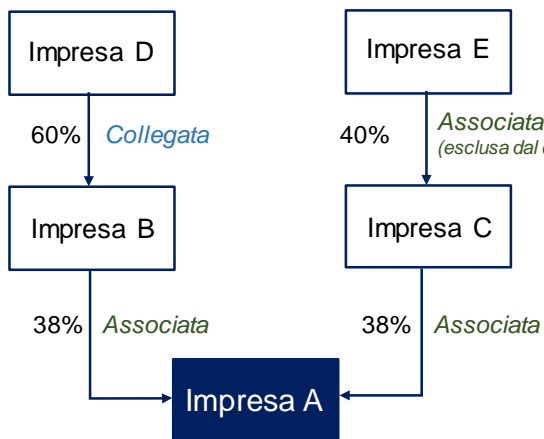 Impresa D
Impresa E
60% Collegata
40% Associata
(esclusa dal
Impresa B
Impresa C
38% Associata
38% Associata
Impresa A